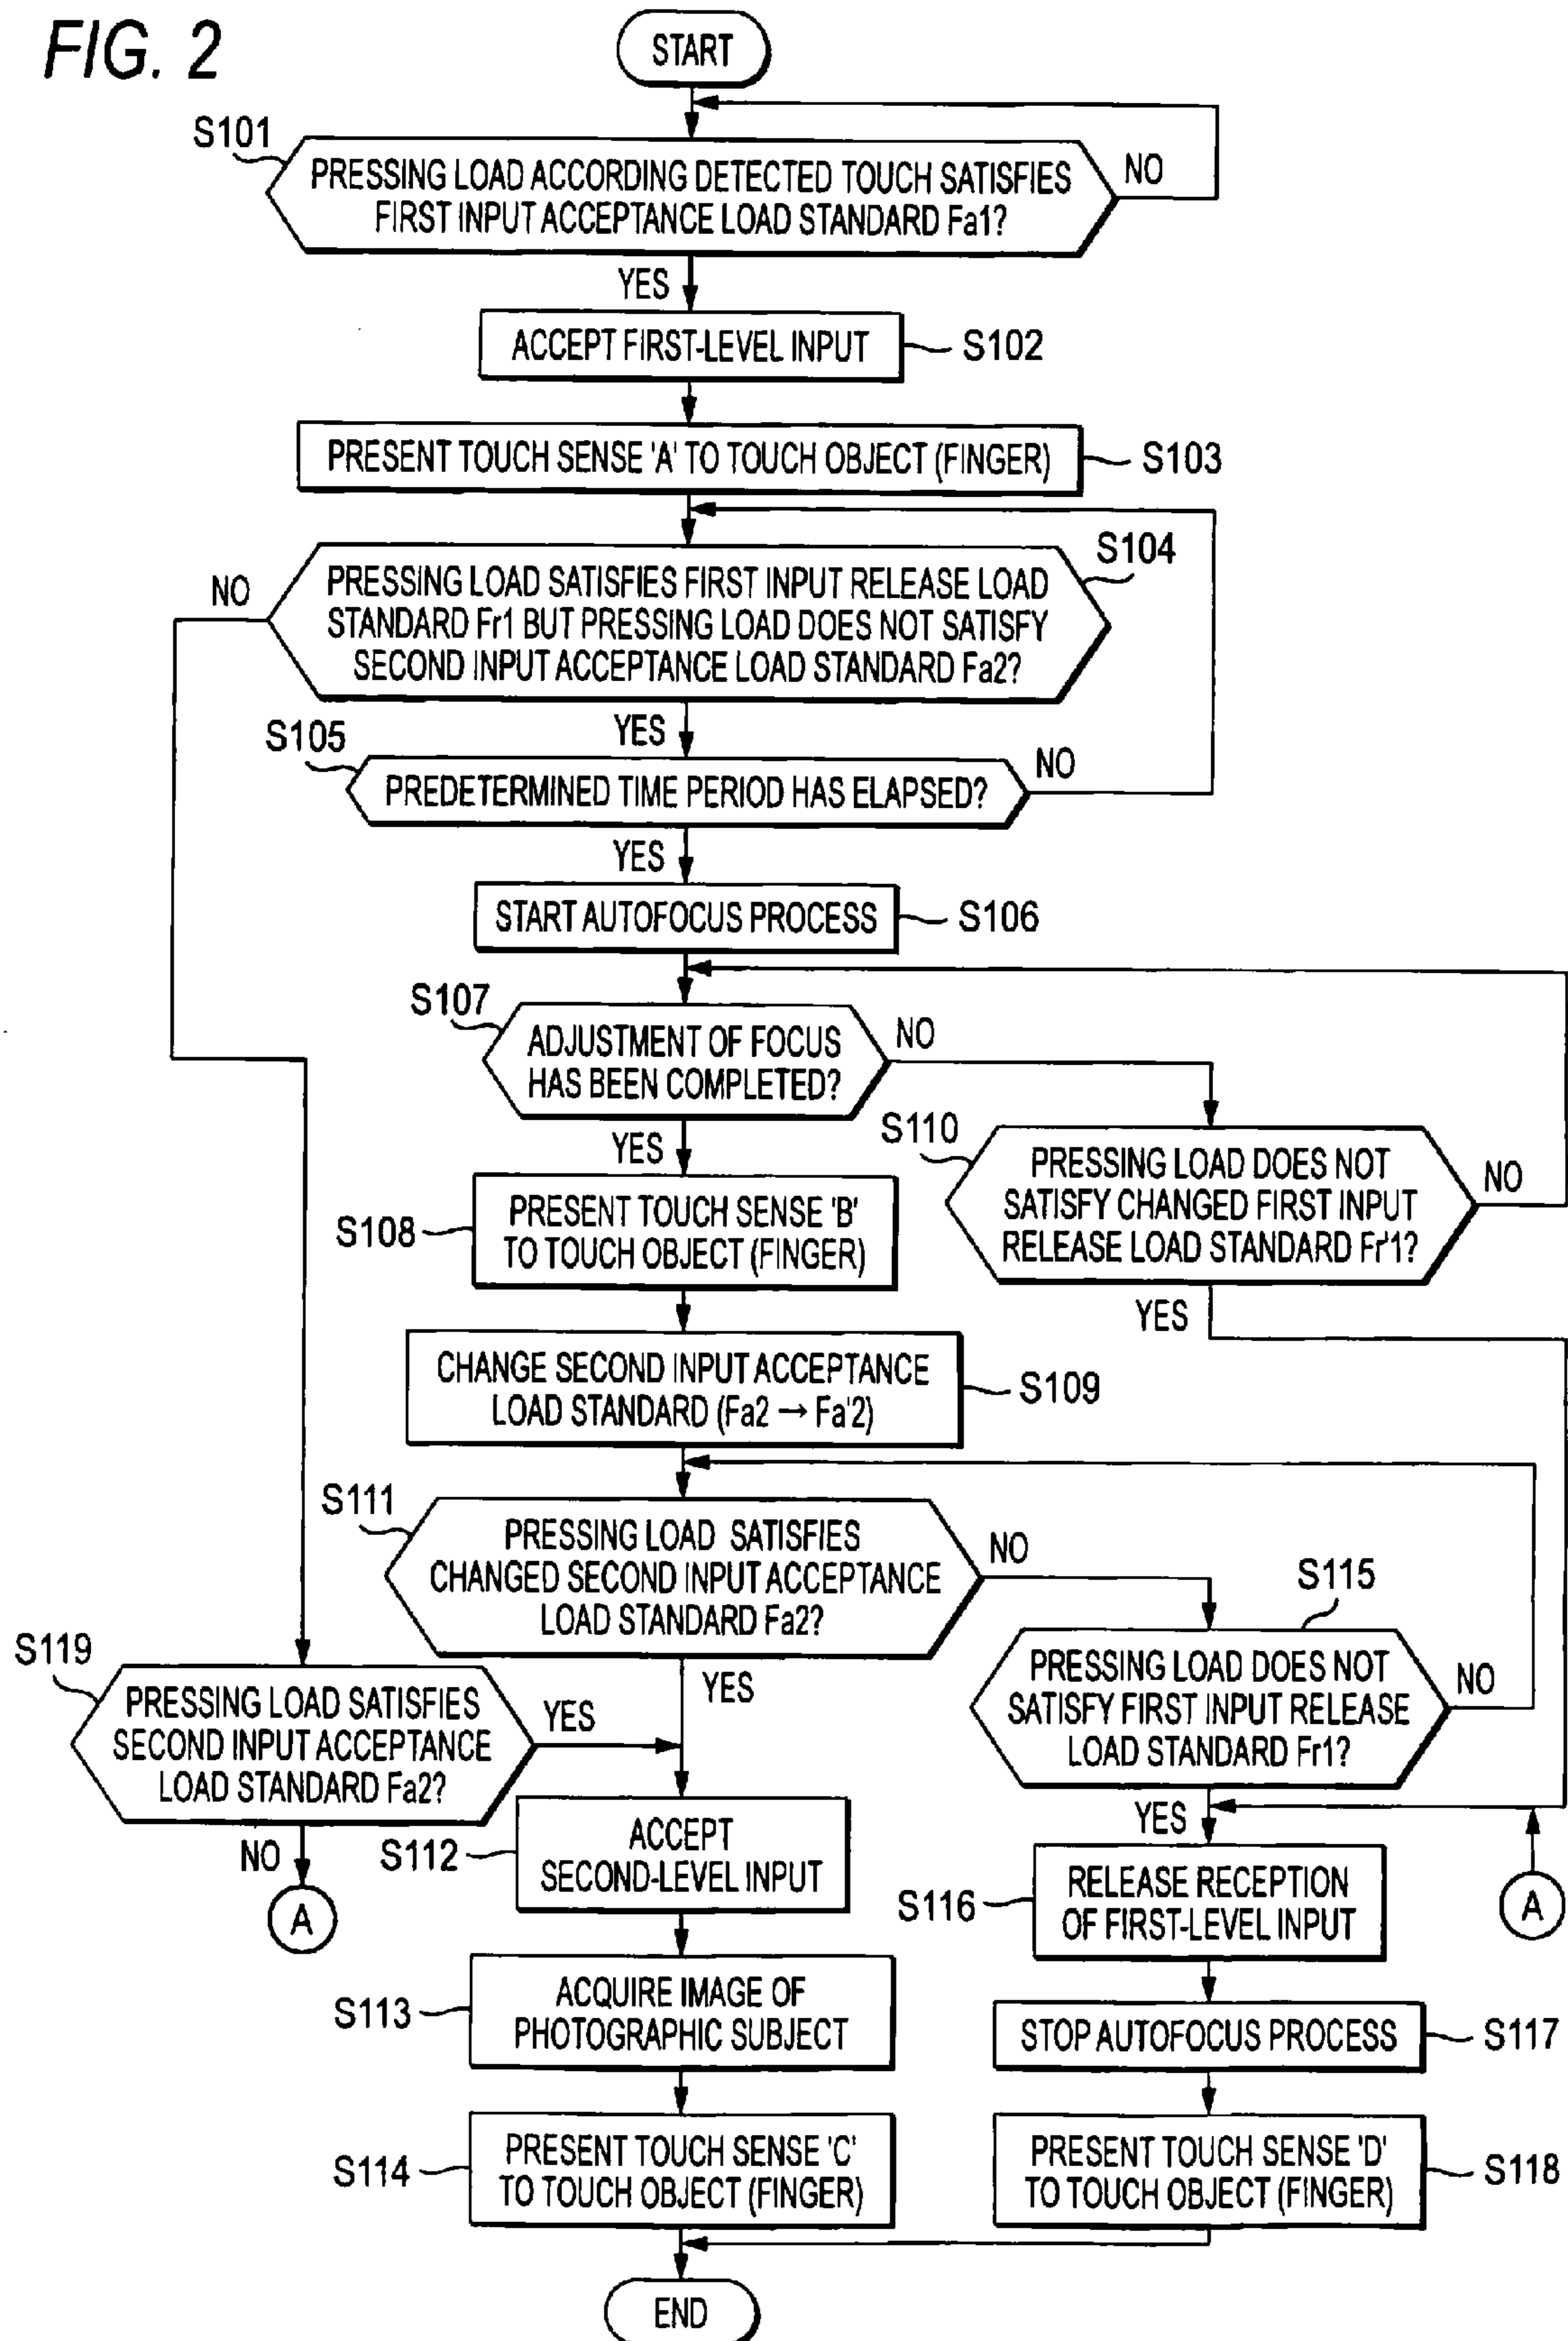 FIG. 2
START
S101
PRESSING LOAD ACCORDING DETECTED TOUCH SATISFIES
FIRST INPUT ACCEPTANCE LOAD STANDARD Fa1?
NO
YES
ACCEPT FIRST-LEVEL INPUT
S102
PRESENT TOUCH SENSE 'A' TO TOUCH OBJECT (FINGER)
S103
S104
NO
PRESSING LOAD SATISFIES FIRST INPUT RELEASE LOAD
STANDARD Fr1 BUT PRESSING LOAD DOES NOT SATISFY
SECOND INPUT ACCEPTANCE LOAD STANDARD Fa2?
YES
S105
PREDETERMINED TIME PERIOD HAS ELAPSED?
NO
YES
START AUTOFOCUS PROCESS
S106
S107
ADJUSTMENT OF FOCUS
HAS BEEN COMPLETED?
NO
YES
S110
PRESSING LOAD DOES NOT
SATISFY CHANGED FIRST INPUT
RELEASE LOAD STANDARD Fr'1?
NO
YES
S108
PRESENT TOUCH SENSE 'B'
TO TOUCH OBJECT (FINGER)
CHANGE SECOND INPUT ACCEPTANCE
LOAD STANDARD (Fa2 → Fa'2)
S109
S111
PRESSING LOAD SATISFIES
CHANGED SECOND INPUT ACCEPTANCE
LOAD STANDARD Fa2?
NO
YES
S115
PRESSING LOAD DOES NOT
SATISFY FIRST INPUT RELEASE
LOAD STANDARD Fr1?
NO
YES
S119
PRESSING LOAD SATISFIES
SECOND INPUT ACCEPTANCE
LOAD STANDARD Fa2?
YES
NO
A
S112
ACCEPT
SECOND-LEVEL INPUT
S116
RELEASE RECEPTION
OF FIRST-LEVEL INPUT
A
S113
ACQUIRE IMAGE OF
PHOTOGRAPHIC SUBJECT
STOP AUTOFOCUS PROCESS
S117
S114
PRESENT TOUCH SENSE 'C'
TO TOUCH OBJECT (FINGER)
PRESENT TOUCH SENSE 'D'
TO TOUCH OBJECT (FINGER)
S118
END